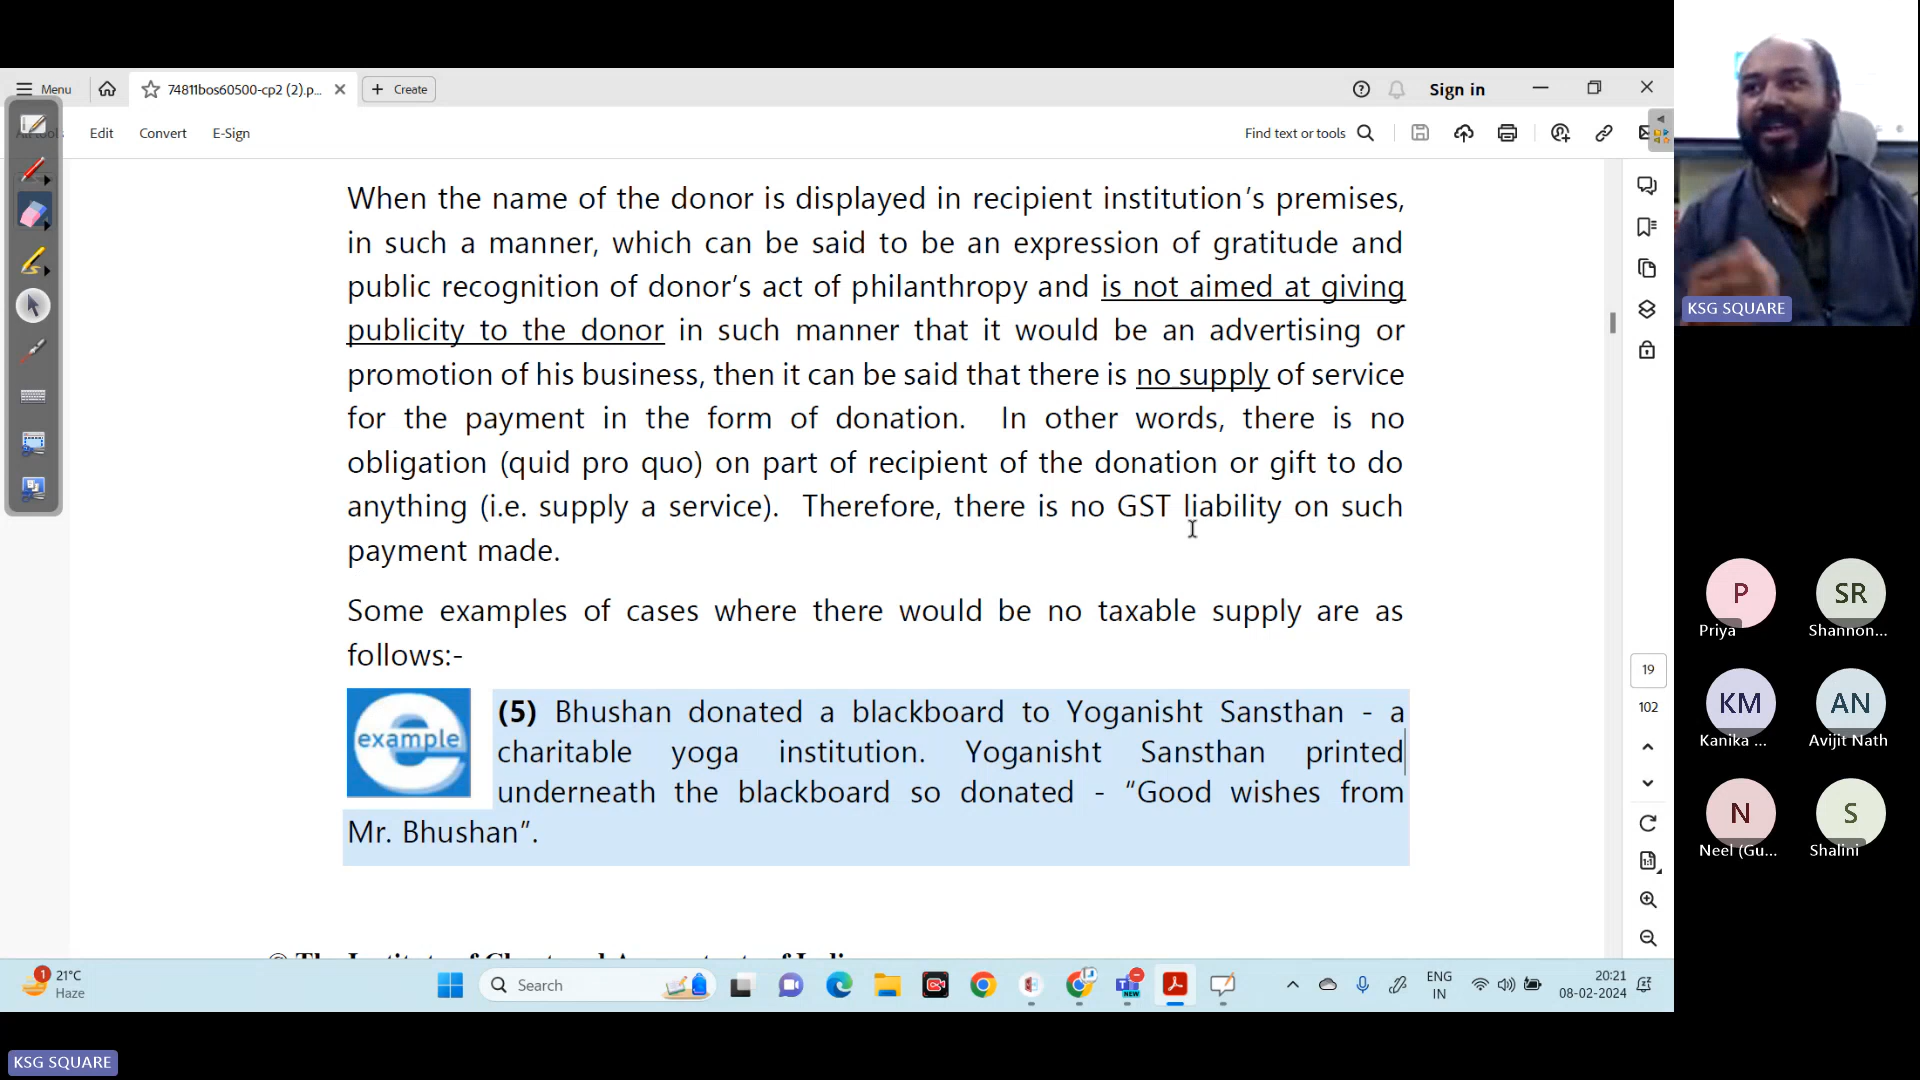 Menu
74811bos60500-cp2 (2).p...
Create
Sign in
Edit
Convert
E-Sign
Find text or tools
When the name of the donor is displayed in recipient institution's premises,
in such a manner, which can be said to be an expression of gratitude and
public recognition of donor's act of philanthropy and is not aimed at giving
publicity to the donor in such manner that it would be an advertising or
promotion of his business, then it can be said that there is no supply of service
for the payment in the form of donation. In other words, there is no
obligation (quid pro quo) on part of recipient of the donation or gift to do
anything (i.e. supply a service). Therefore, there is no GST liability on such
payment made.
Some examples of cases where there would be no taxable supply are as
follows:-
example
(5) Bhushan donated a blackboard to Yoganisht Sansthan - a
charitable yoga institution. Yoganisht Sansthan printed
underneath the blackboard so donated - “Good wishes from
Mr. Bhushan”.
19
102
KSG SQUARE
P
Priya
SR
Shannon...
KM
Kanika ...
AN
Avijit Nath
N
Neel (Gu...
S
Shalini
1
21°C
Haze
Search
NEW
ENG
IN
20:21
08-02-2024
KSG SQUARE